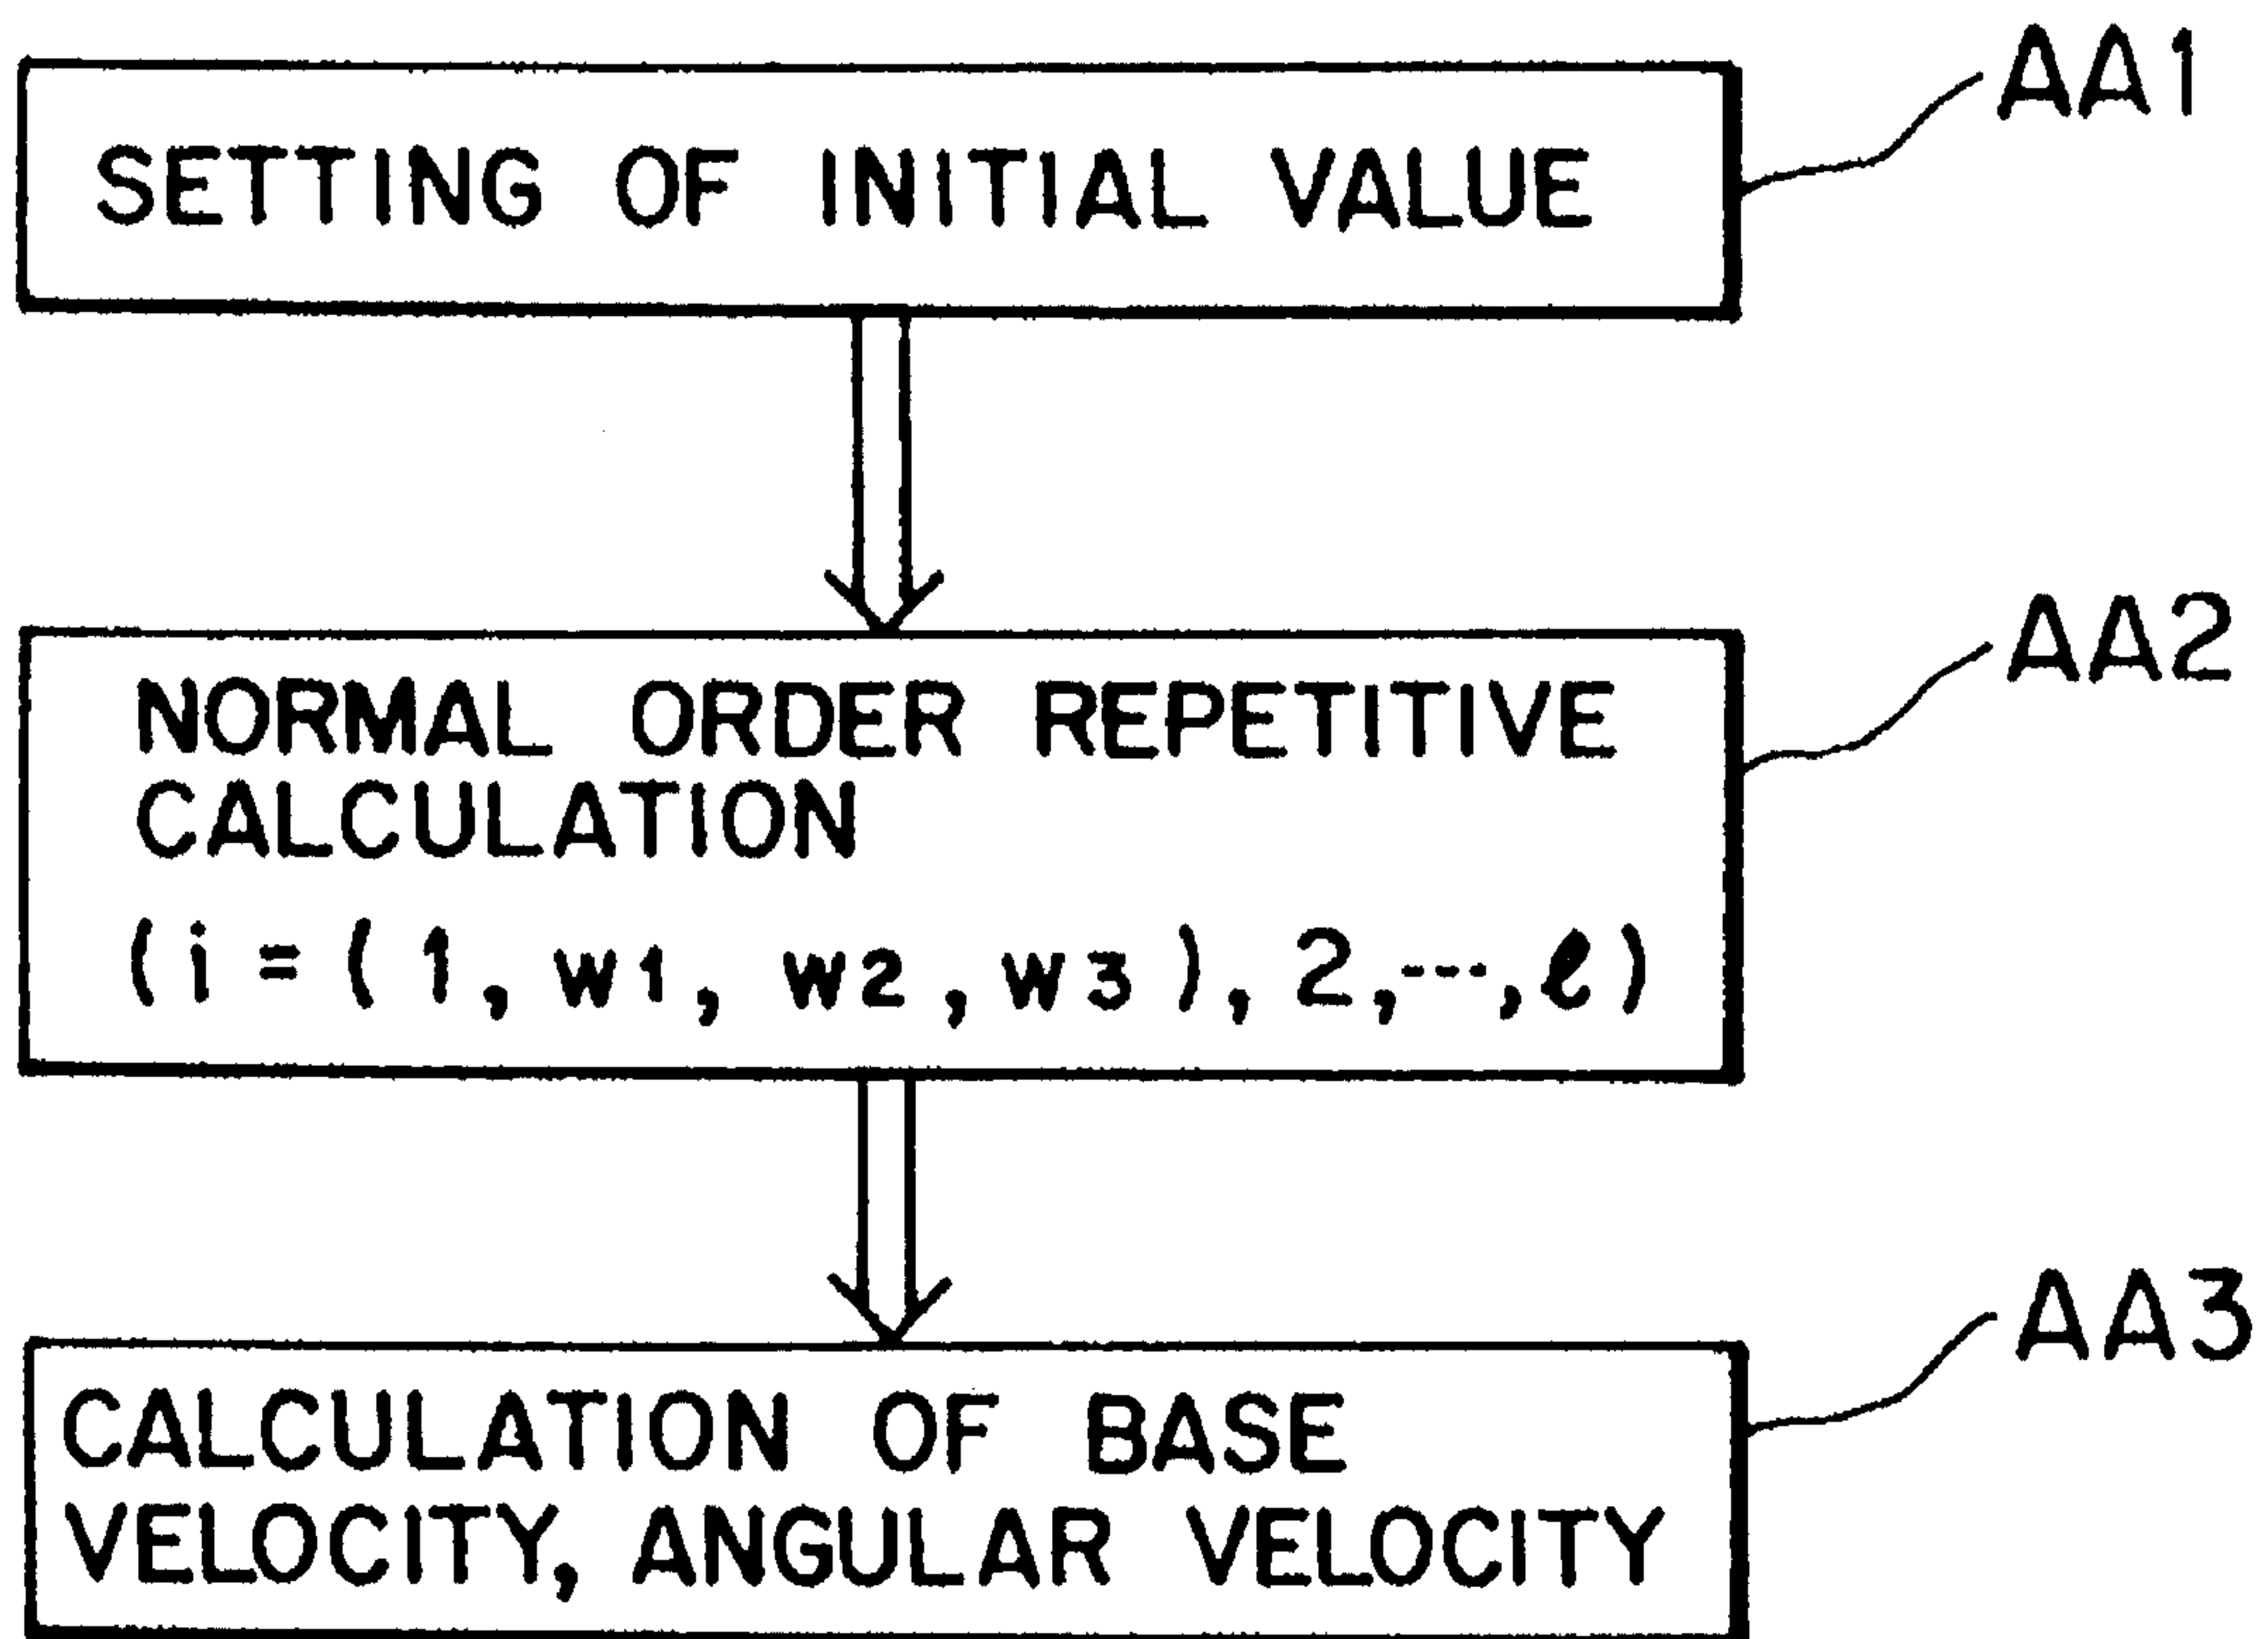 AA1
SETTING OF INITIAL VALUE
AA2
NORMAL ORDER REPETITIVE
CALCULATION
( i = ( 1, w1, w2, w3 ), 2, ---, ℓ )
AA3
CALCULATION OF BASE
VELOCITY, ANGULAR VELOCITY